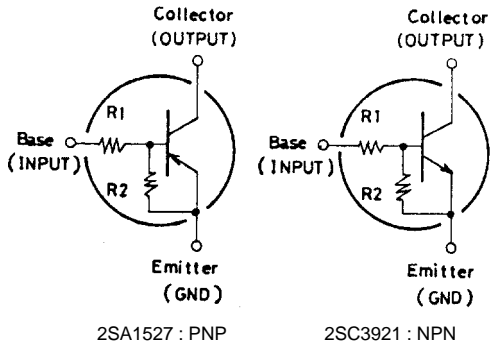 Collector
(OUTPUT)
R1
Base
(INPUT)
R2
Emitter
(GND)
2SA1527 : PNP
Collector
(OUTPUT)
R1
Base
(INPUT)
R2
Emitter
(GND)
2SC3921 : NPN